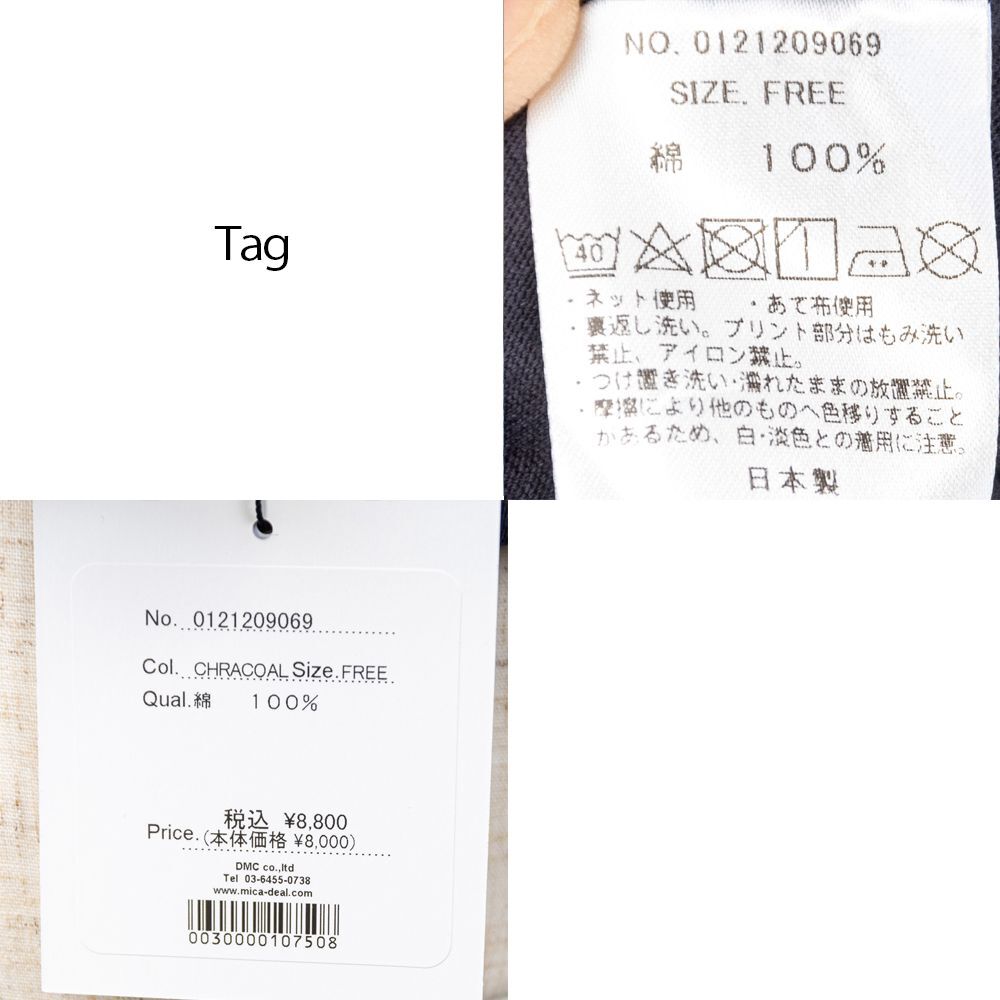 Tag
NO. 0121209069
SIZE. FREE
綿 100%
40
・ネット使用 ・あて布使用
・裏返し洗い。プリント部分はもみ洗い
禁止、アイロン禁止。
・つけ置き洗い・濡れたままの放置禁止。
・摩擦により他のものへ色移りすること
があるため、白・淡色との着用に注意。
日本製
No. 0121209069
Col. CHRACOAL Size. FREE
Qual. 綿 100%
税込 ¥8,800
Price. (本体価格 ¥8,000)
DMC co.,ltd
Tel 03-6455-0738
www.mica-deal.com
0030000107508